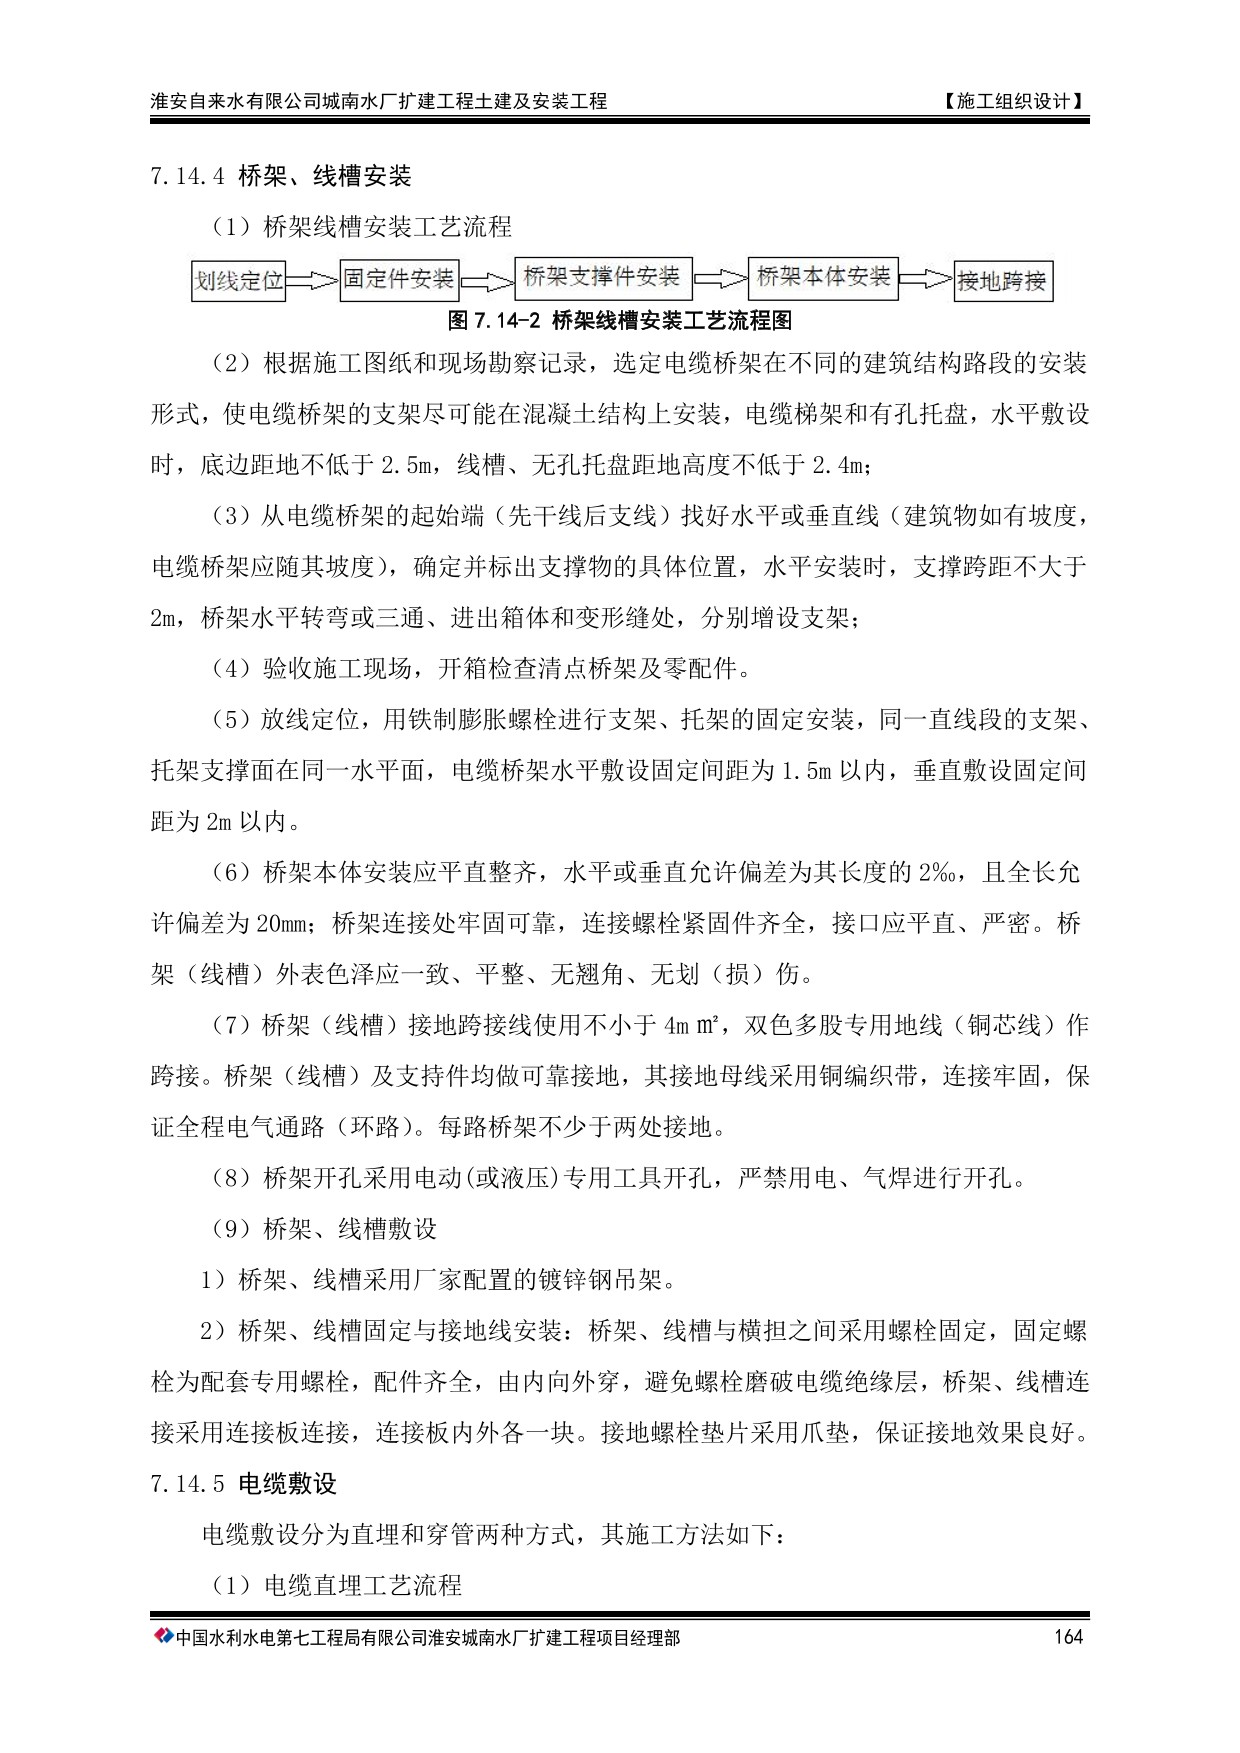 淮安自来水有限公司城南水厂扩建工程土建及安装工程 【施工组织设计】
7.14.4 桥架、线槽安装
（1）桥架线槽安装工艺流程
划线定位 固定件安装 桥架支撑件安装 桥架本体安装 接地跨接
图 7.14-2 桥架线槽安装工艺流程图
（2）根据施工图纸和现场勘察记录，选定电缆桥架在不同的建筑结构路段的安装
形式，使电缆桥架的支架尽可能在混凝土结构上安装，电缆梯架和有孔托盘，水平敷设
时，底边距地不低于 2.5m，线槽、无孔托盘距地高度不低于 2.4m；
（3）从电缆桥架的起始端（先干线后支线）找好水平或垂直线（建筑物如有坡度，
电缆桥架应随其坡度），确定并标出支撑物的具体位置，水平安装时，支撑跨距不大于
2m，桥架水平转弯或三通、进出箱体和变形缝处，分别增设支架；
（4）验收施工现场，开箱检查清点桥架及零配件。
（5）放线定位，用铁制膨胀螺栓进行支架、托架的固定安装，同一直线段的支架、
托架支撑面在同一水平面，电缆桥架水平敷设固定间距为 1.5m 以内，垂直敷设固定间
距为 2m 以内。
（6）桥架本体安装应平直整齐，水平或垂直允许偏差为其长度的 2‰，且全长允
许偏差为 20mm；桥架连接处牢固可靠，连接螺栓紧固件齐全，接口应平直、严密。桥
架（线槽）外表色泽应一致、平整、无翘角、无划（损）伤。
（7）桥架（线槽）接地跨接线使用不小于 4m ㎡，双色多股专用地线（铜芯线）作
跨接。桥架（线槽）及支持件均做可靠接地，其接地母线采用铜编织带，连接牢固，保
证全程电气通路（环路）。每路桥架不少于两处接地。
（8）桥架开孔采用电动(或液压)专用工具开孔，严禁用电、气焊进行开孔。
（9）桥架、线槽敷设
1）桥架、线槽采用厂家配置的镀锌钢吊架。
2）桥架、线槽固定与接地线安装：桥架、线槽与横担之间采用螺栓固定，固定螺
栓为配套专用螺栓，配件齐全，由内向外穿，避免螺栓磨破电缆绝缘层，桥架、线槽连
接采用连接板连接，连接板内外各一块。接地螺栓垫片采用爪垫，保证接地效果良好。
7.14.5 电缆敷设
电缆敷设分为直埋和穿管两种方式，其施工方法如下：
（1）电缆直埋工艺流程
中国水利水电第七工程局有限公司淮安城南水厂扩建工程项目经理部 164